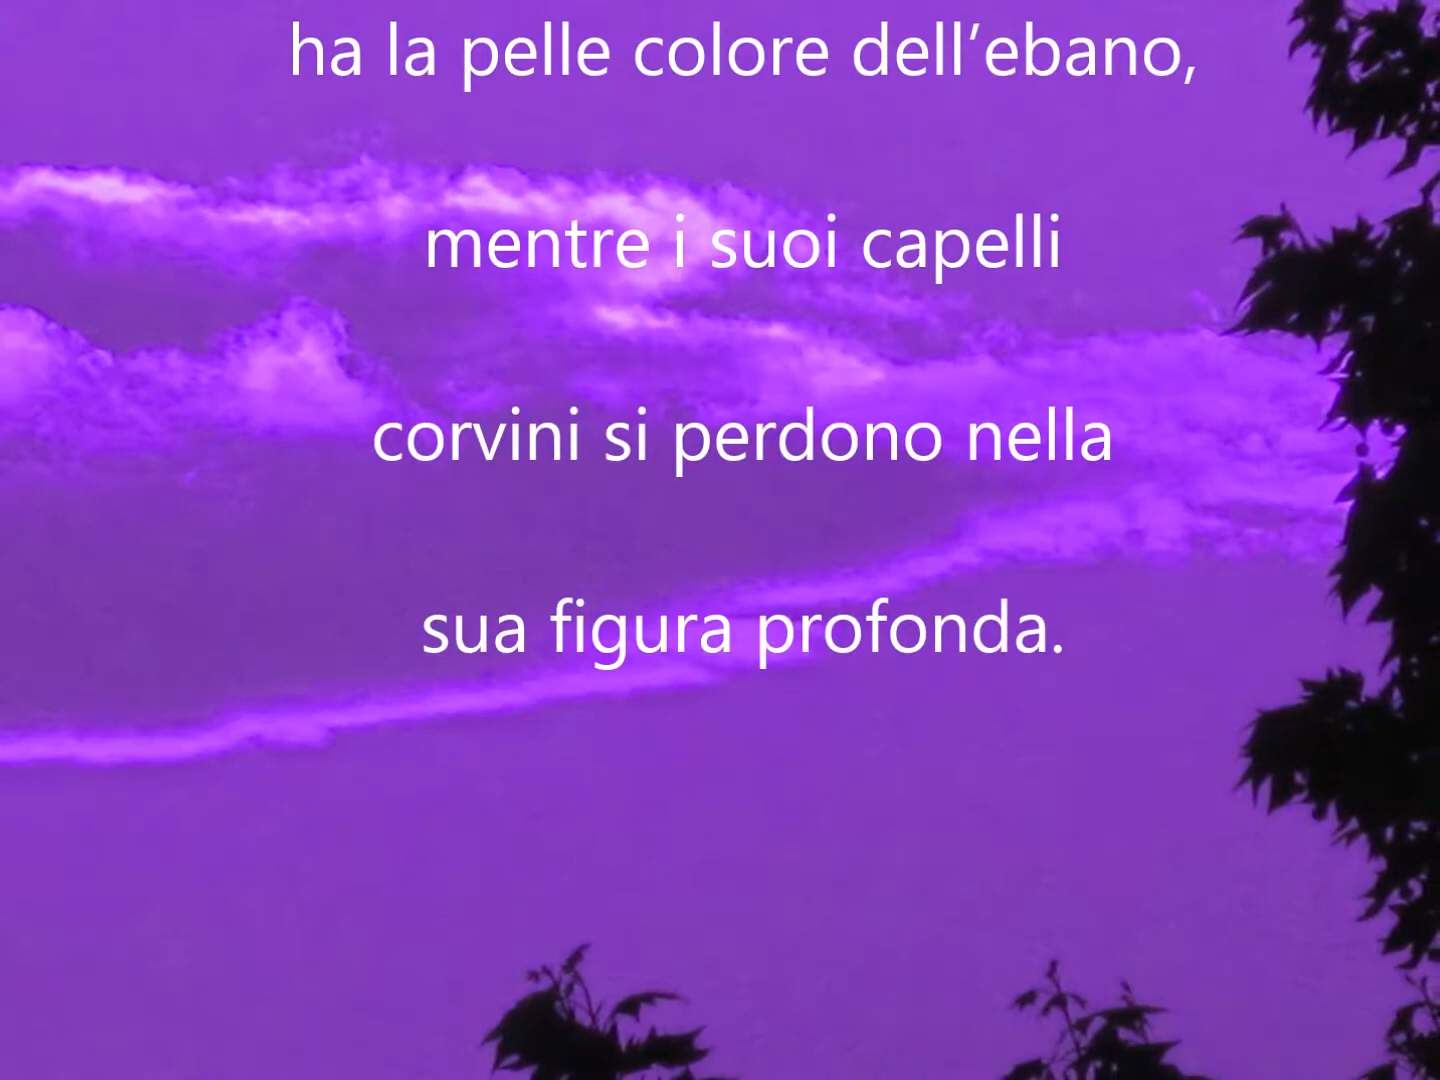 ha la pelle colore dell’ebano,
mentre i suoi capelli
corvini si perdono nella
sua figura profonda.